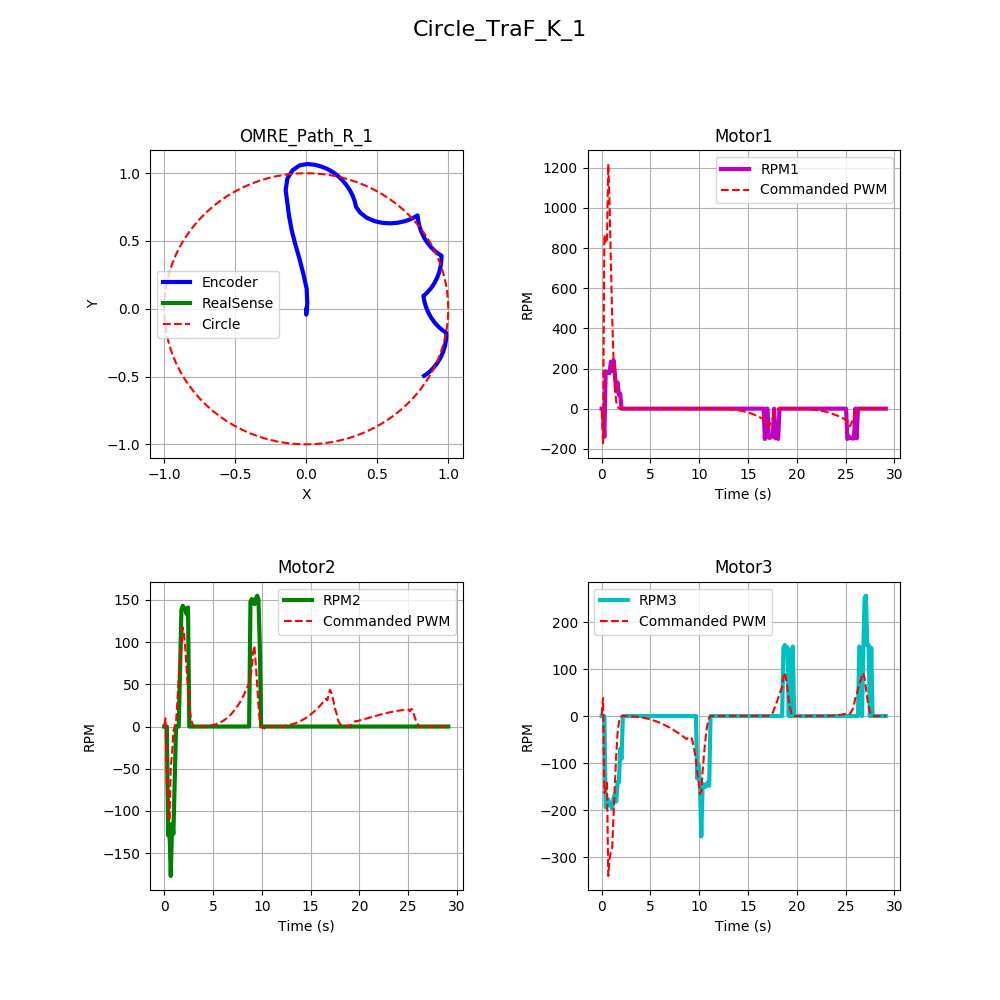 Circle_TraF_K_1
OMRE_Path_R_1
1.0
0.5
0.0
−0.5
−1.0
Y
Encoder
RealSense
Circle
−1.0 −0.5 0.0 0.5 1.0
X
Motor1
1200
1000
800
600
400
200
0
−200
RPM
RPM1
Commanded PWM
0 5 10 15 20 25 30
Time (s)
Motor2
150
100
50
0
−50
−100
−150
RPM
RPM2
Commanded PWM
0 5 10 15 20 25 30
Time (s)
Motor3
200
100
0
−100
−200
−300
RPM
RPM3
Commanded PWM
0 5 10 15 20 25 30
Time (s)